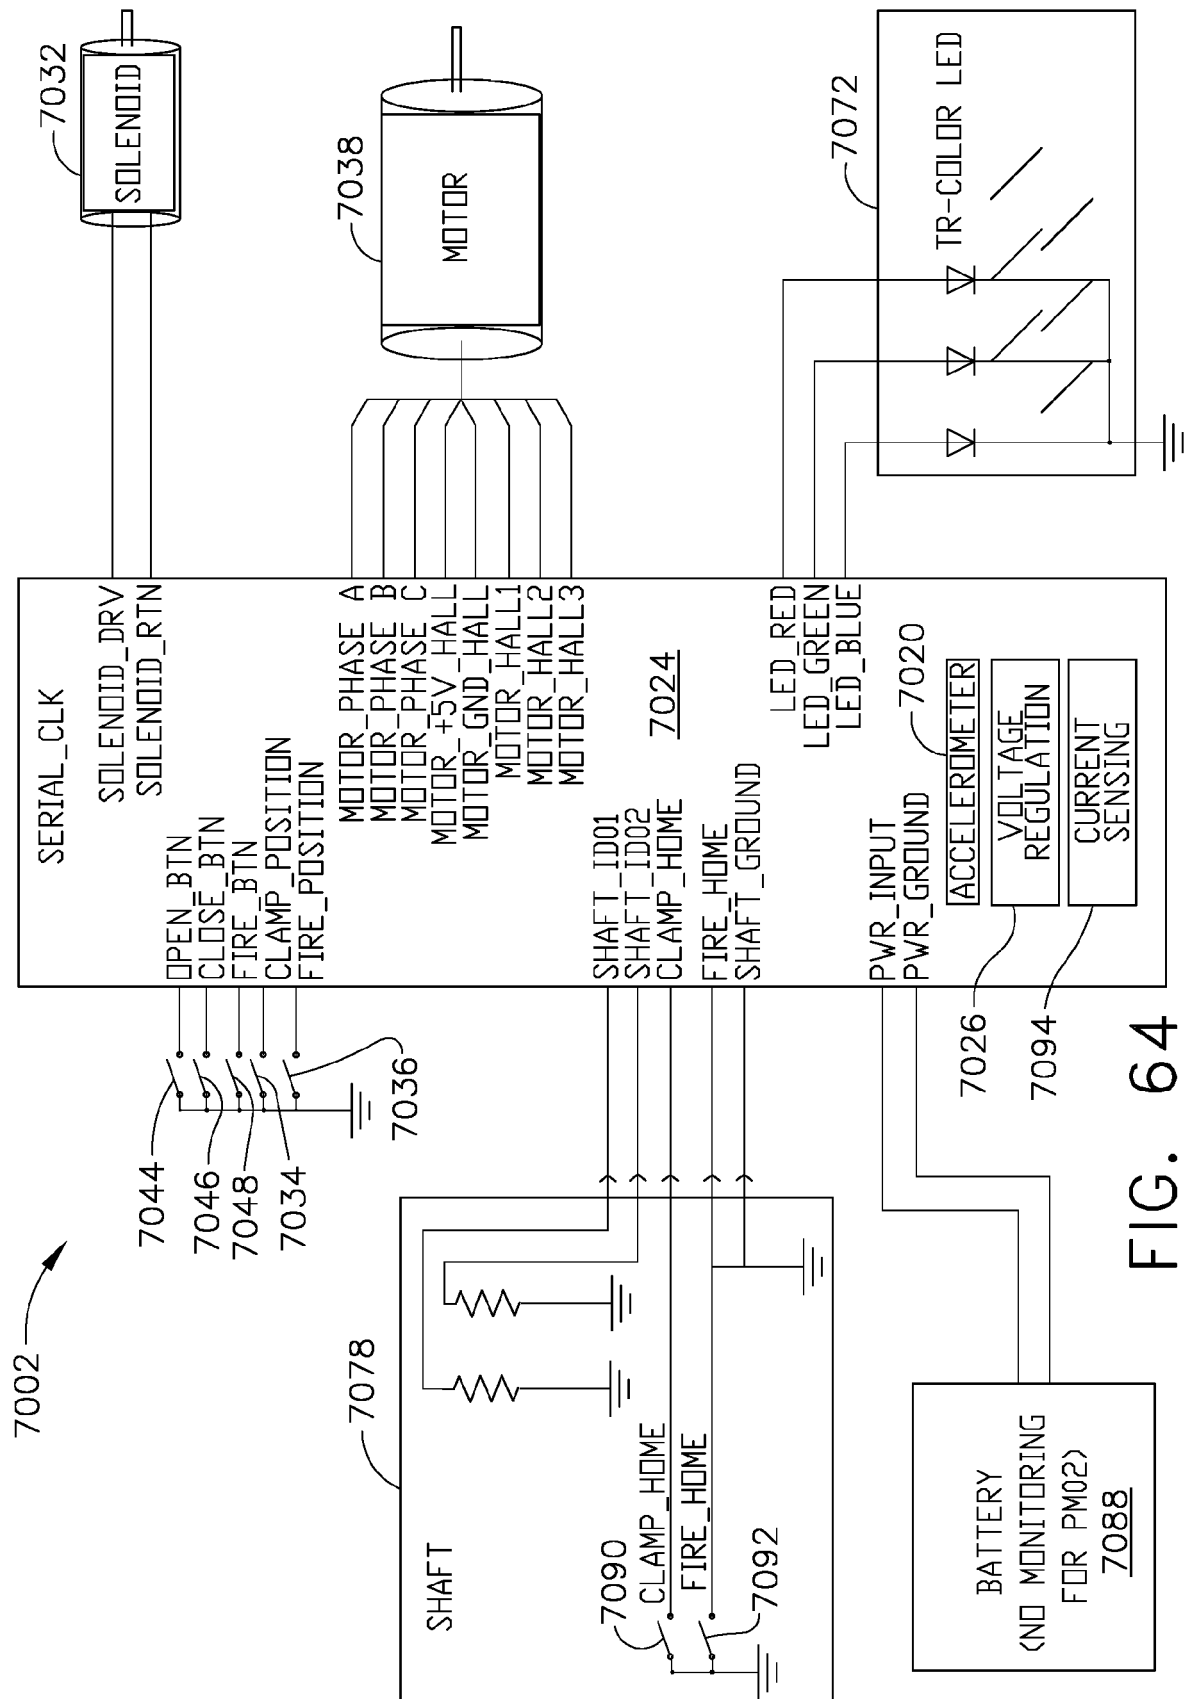 7002
7044
7046
7048
7034
7036
SERIAL_CLK
OPEN_BTN
CLOSE_BTN
FIRE_BTN
CLAMP_POSITION
FIRE_POSITION
SOLENOID_DRV
SOLENOID_RTN
SOLENOID
7032
MOTOR_PHASE A
MOTOR_PHASE B
MOTOR_PHASE C
MOTOR_+5V_HALL
MOTOR_GND_HALL
MOTOR_HALL1
MOTOR_HALL2
MOTOR_HALL3
MOTOR
7038
7078
SHAFT
7090
CLAMP_HOME
FIRE_HOME
7092
SHAFT_ID01
SHAFT_ID02
CLAMP_HOME
FIRE_HOME
SHAFT_GROUND
7024
LED_RED
LED_GREEN
LED_BLUE
7072
TR-COLOR LED
PWR_INPUT
PWR_GROUND
7020
ACCELEROMETER
VOLTAGE
REGULATION
CURRENT
SENSING
7026
7094
BATTERY
(NO MONITORING
FOR PM02)
7088
FIG. 64